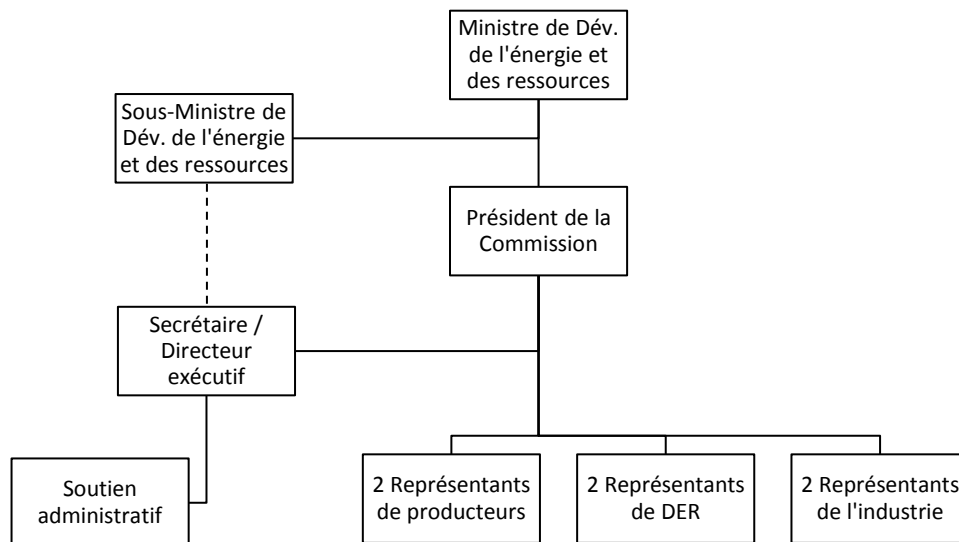 Ministre de Dév.
de l'énergie et
des ressources
Sous-Ministre de
Dév. de l'énergie
et des ressources
Président de la
Commission
Secrétaire /
Directeur
exécutif
Soutien
administratif
2 Représentants
de producteurs
2 Représentants
de DER
2 Représentants
de l'industrie